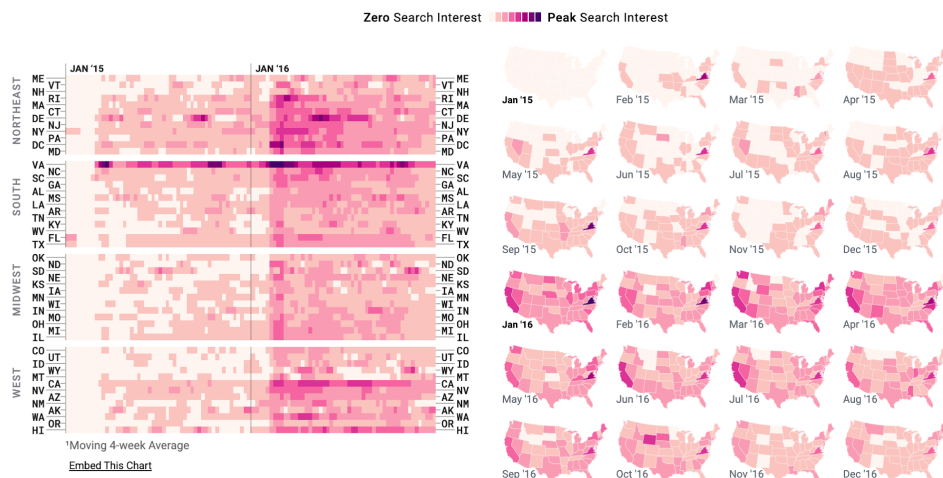 Zero Search Interest Peak Search Interest
JAN '15 JAN '16
NORTHEAST
ME ME
VT VT
NH NH
RI RI
MA MA
CT CT
DE DE
NJ NJ
NY NY
PA PA
DC DC
MD MD
SOUTH
VA VA
NC NC
SC SC
GA GA
AL AL
MS MS
LA LA
AR AR
TN TN
KY KY
WV WV
FL FL
TX TX
MIDWEST
OK OK
ND ND
SD SD
NE NE
KS KS
IA IA
MN MN
WI WI
IN IN
MO MO
OH OH
MI MI
IL IL
WEST
CO CO
UT UT
ID ID
WY WY
MT MT
CA CA
NV NV
AZ AZ
NM NM
AK AK
WA WA
OR OR
HI HI
¹Moving 4-week Average
Embed This Chart
Jan '15 Feb '15 Mar '15 Apr '15
May '15 Jun '15 Jul '15 Aug '15
Sep '15 Oct '15 Nov '15 Dec '15
Jan '16 Feb '16 Mar '16 Apr '16
May '16 Jun '16 Jul '16 Aug '16
Sep '16 Oct '16 Nov '16 Dec '16